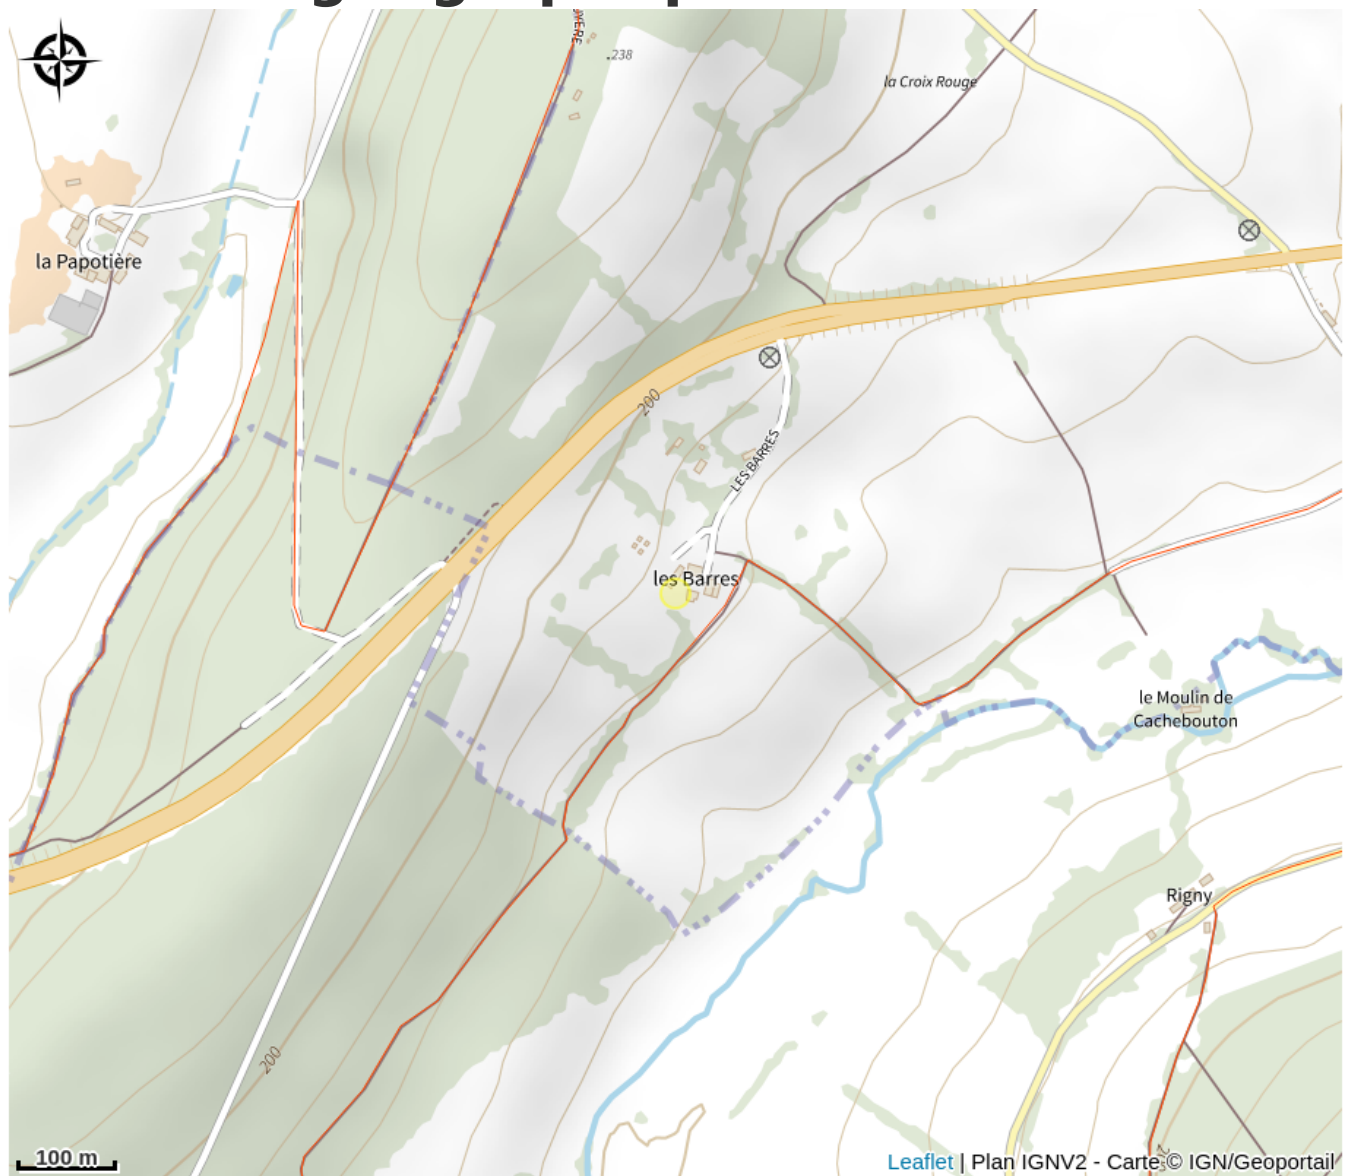 238
la Croix Rouge
la Papotière
200
LES BARRES
les Barres
le Moulin de
Cachebouton
Rigny
200
100 m
Leaflet | Plan IGNV2 - Carte © IGN/Geoportail